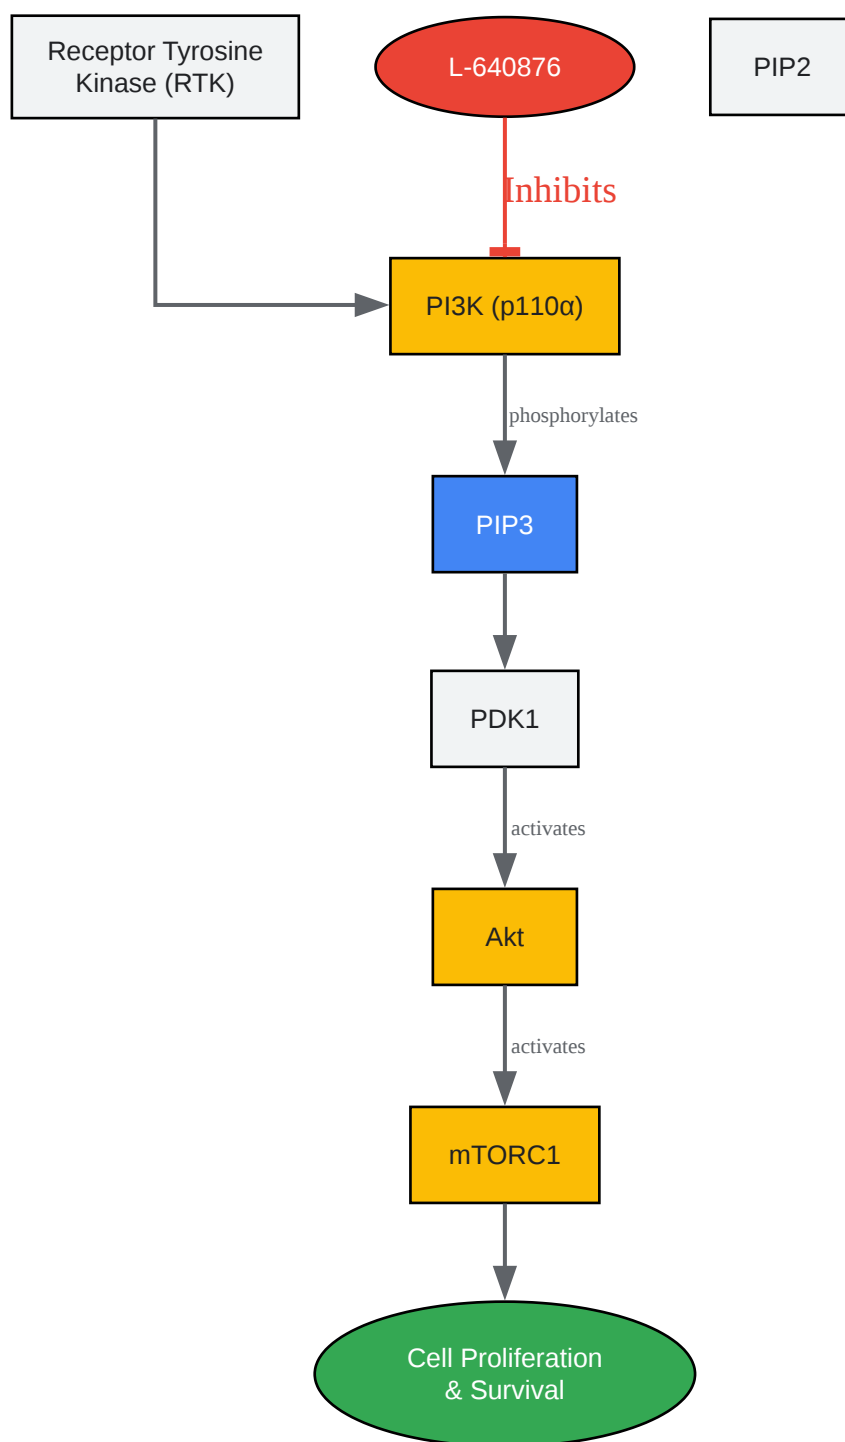 Receptor Tyrosine
Kinase (RTK)
L-640876
PIP2
Inhibits
PI3K (p110α)
phosphorylates
PIP3
PDK1
activates
Akt
activates
mTORC1
Cell Proliferation
& Survival